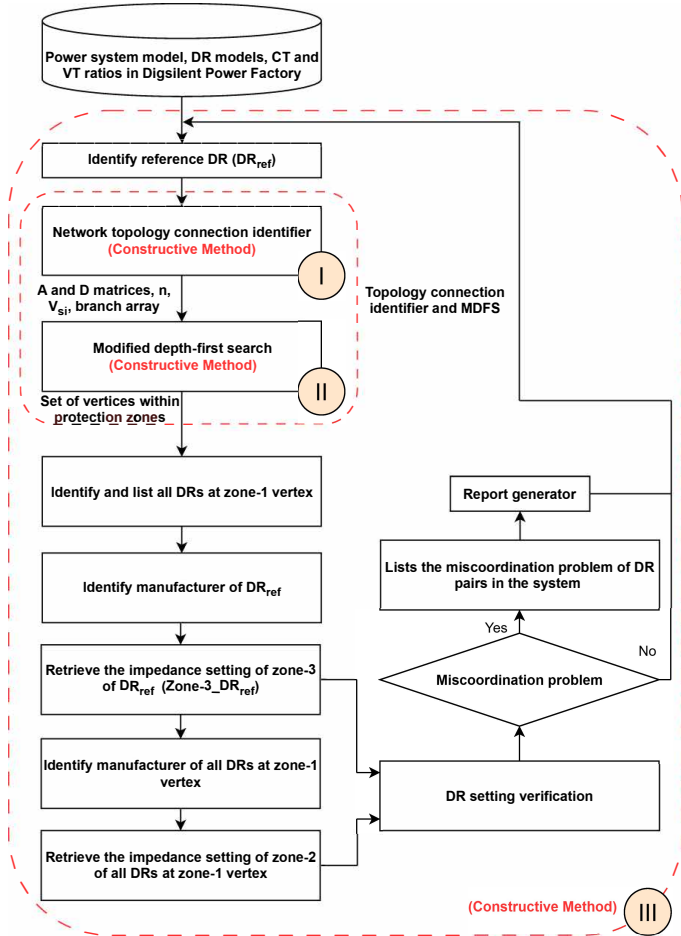 Power system model, DR models, CT and
VT ratios in Digsilent Power Factory
Identify reference DR (DRref)
Network topology connection identifier
(Constructive Method)
I
A and D matrices, n,
Vsi, branch array
Topology connection
identifier and MDFS
Modified depth-first search
(Constructive Method)
II
Set of vertices within
protection zones
Identify and list all DRs at zone-1 vertex
Identify manufacturer of DRref
Retrieve the impedance setting of zone-3
of DRref (Zone-3_DRref)
Identify manufacturer of all DRs at zone-1
vertex
Retrieve the impedance setting of zone-2
of all DRs at zone-1 vertex
DR setting verification
Miscoordination problem
Yes
No
Lists the miscoordination problem of DR
pairs in the system
Report generator
(Constructive Method)
III